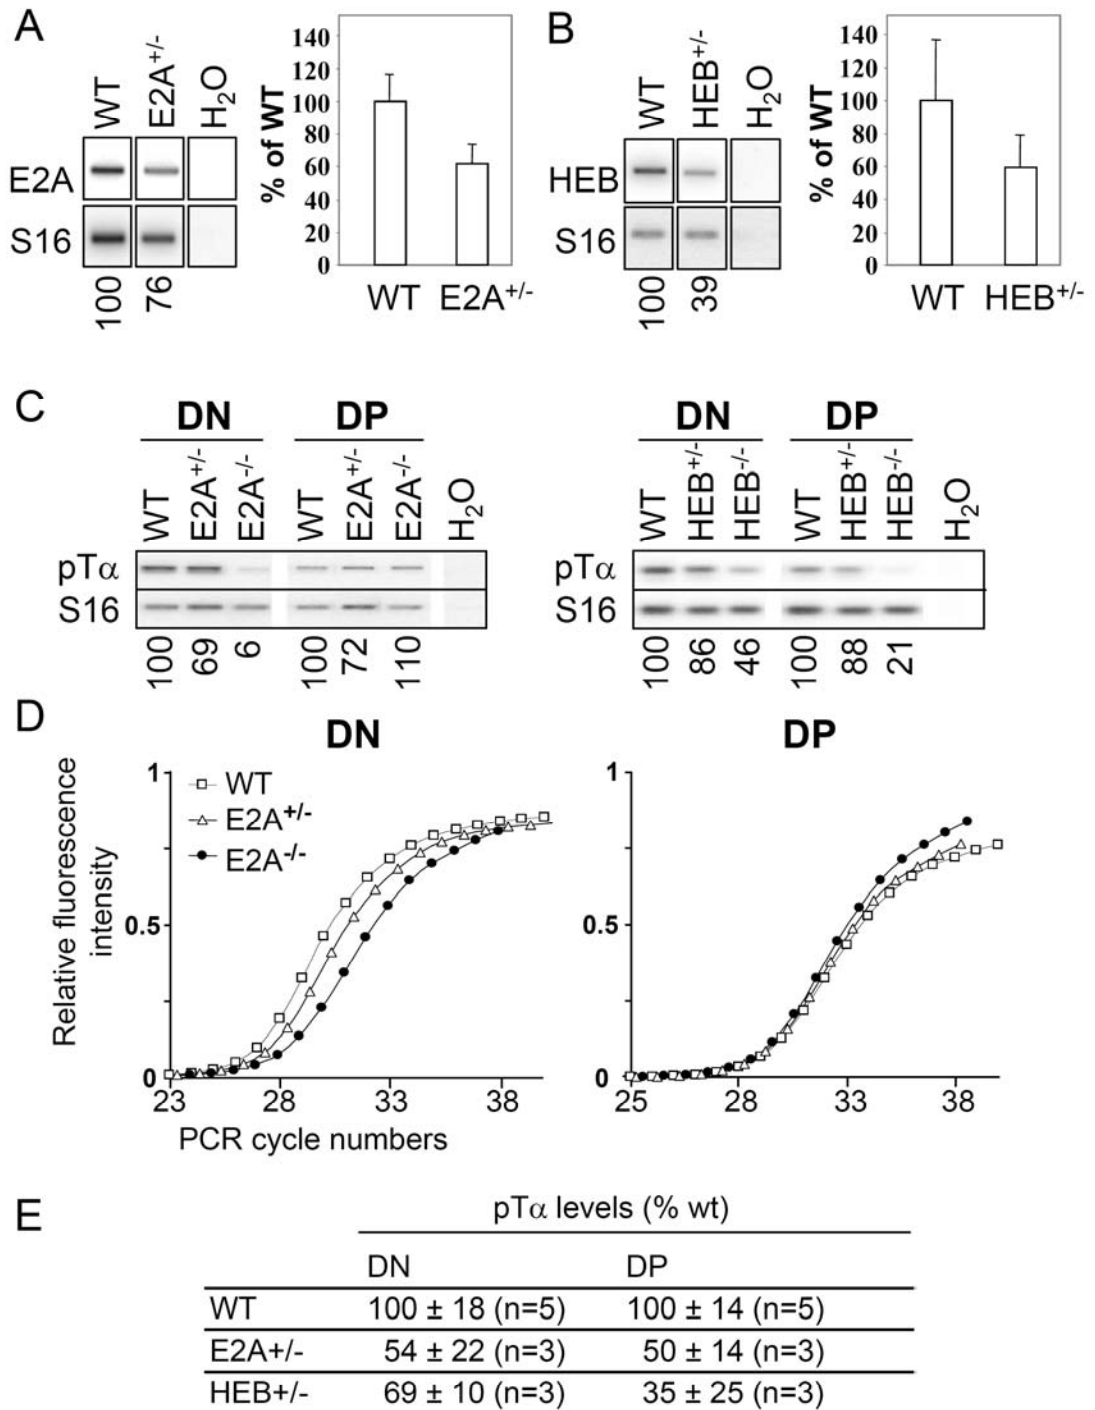 A
WT
E2A+/-
H2O
E2A
S16
100
76
% of WT
140
120
100
80
60
40
20
0
WT
E2A+/-
B
WT
HEB+/-
H2O
HEB
S16
100
39
% of WT
140
120
100
80
60
40
20
0
WT
HEB+/-
C
DN
DP
WT
E2A+/-
E2A-/-
WT
E2A+/-
E2A-/-
H2O
pTα
S16
100
69
6
100
72
110
DN
DP
WT
HEB+/-
HEB-/-
WT
HEB+/-
HEB-/-
H2O
pTα
S16
100
86
46
100
88
21
D
DN
Relative fluorescence
intensity
1
0.5
0
WT
E2A+/-
E2A-/-
23 28 33 38
PCR cycle numbers
DP
1
0.5
0
25 28 33 38
E
pTα levels (% wt)
DN DP
WT 100 ± 18 (n=5) 100 ± 14 (n=5)
E2A+/- 54 ± 22 (n=3) 50 ± 14 (n=3)
HEB+/- 69 ± 10 (n=3) 35 ± 25 (n=3)